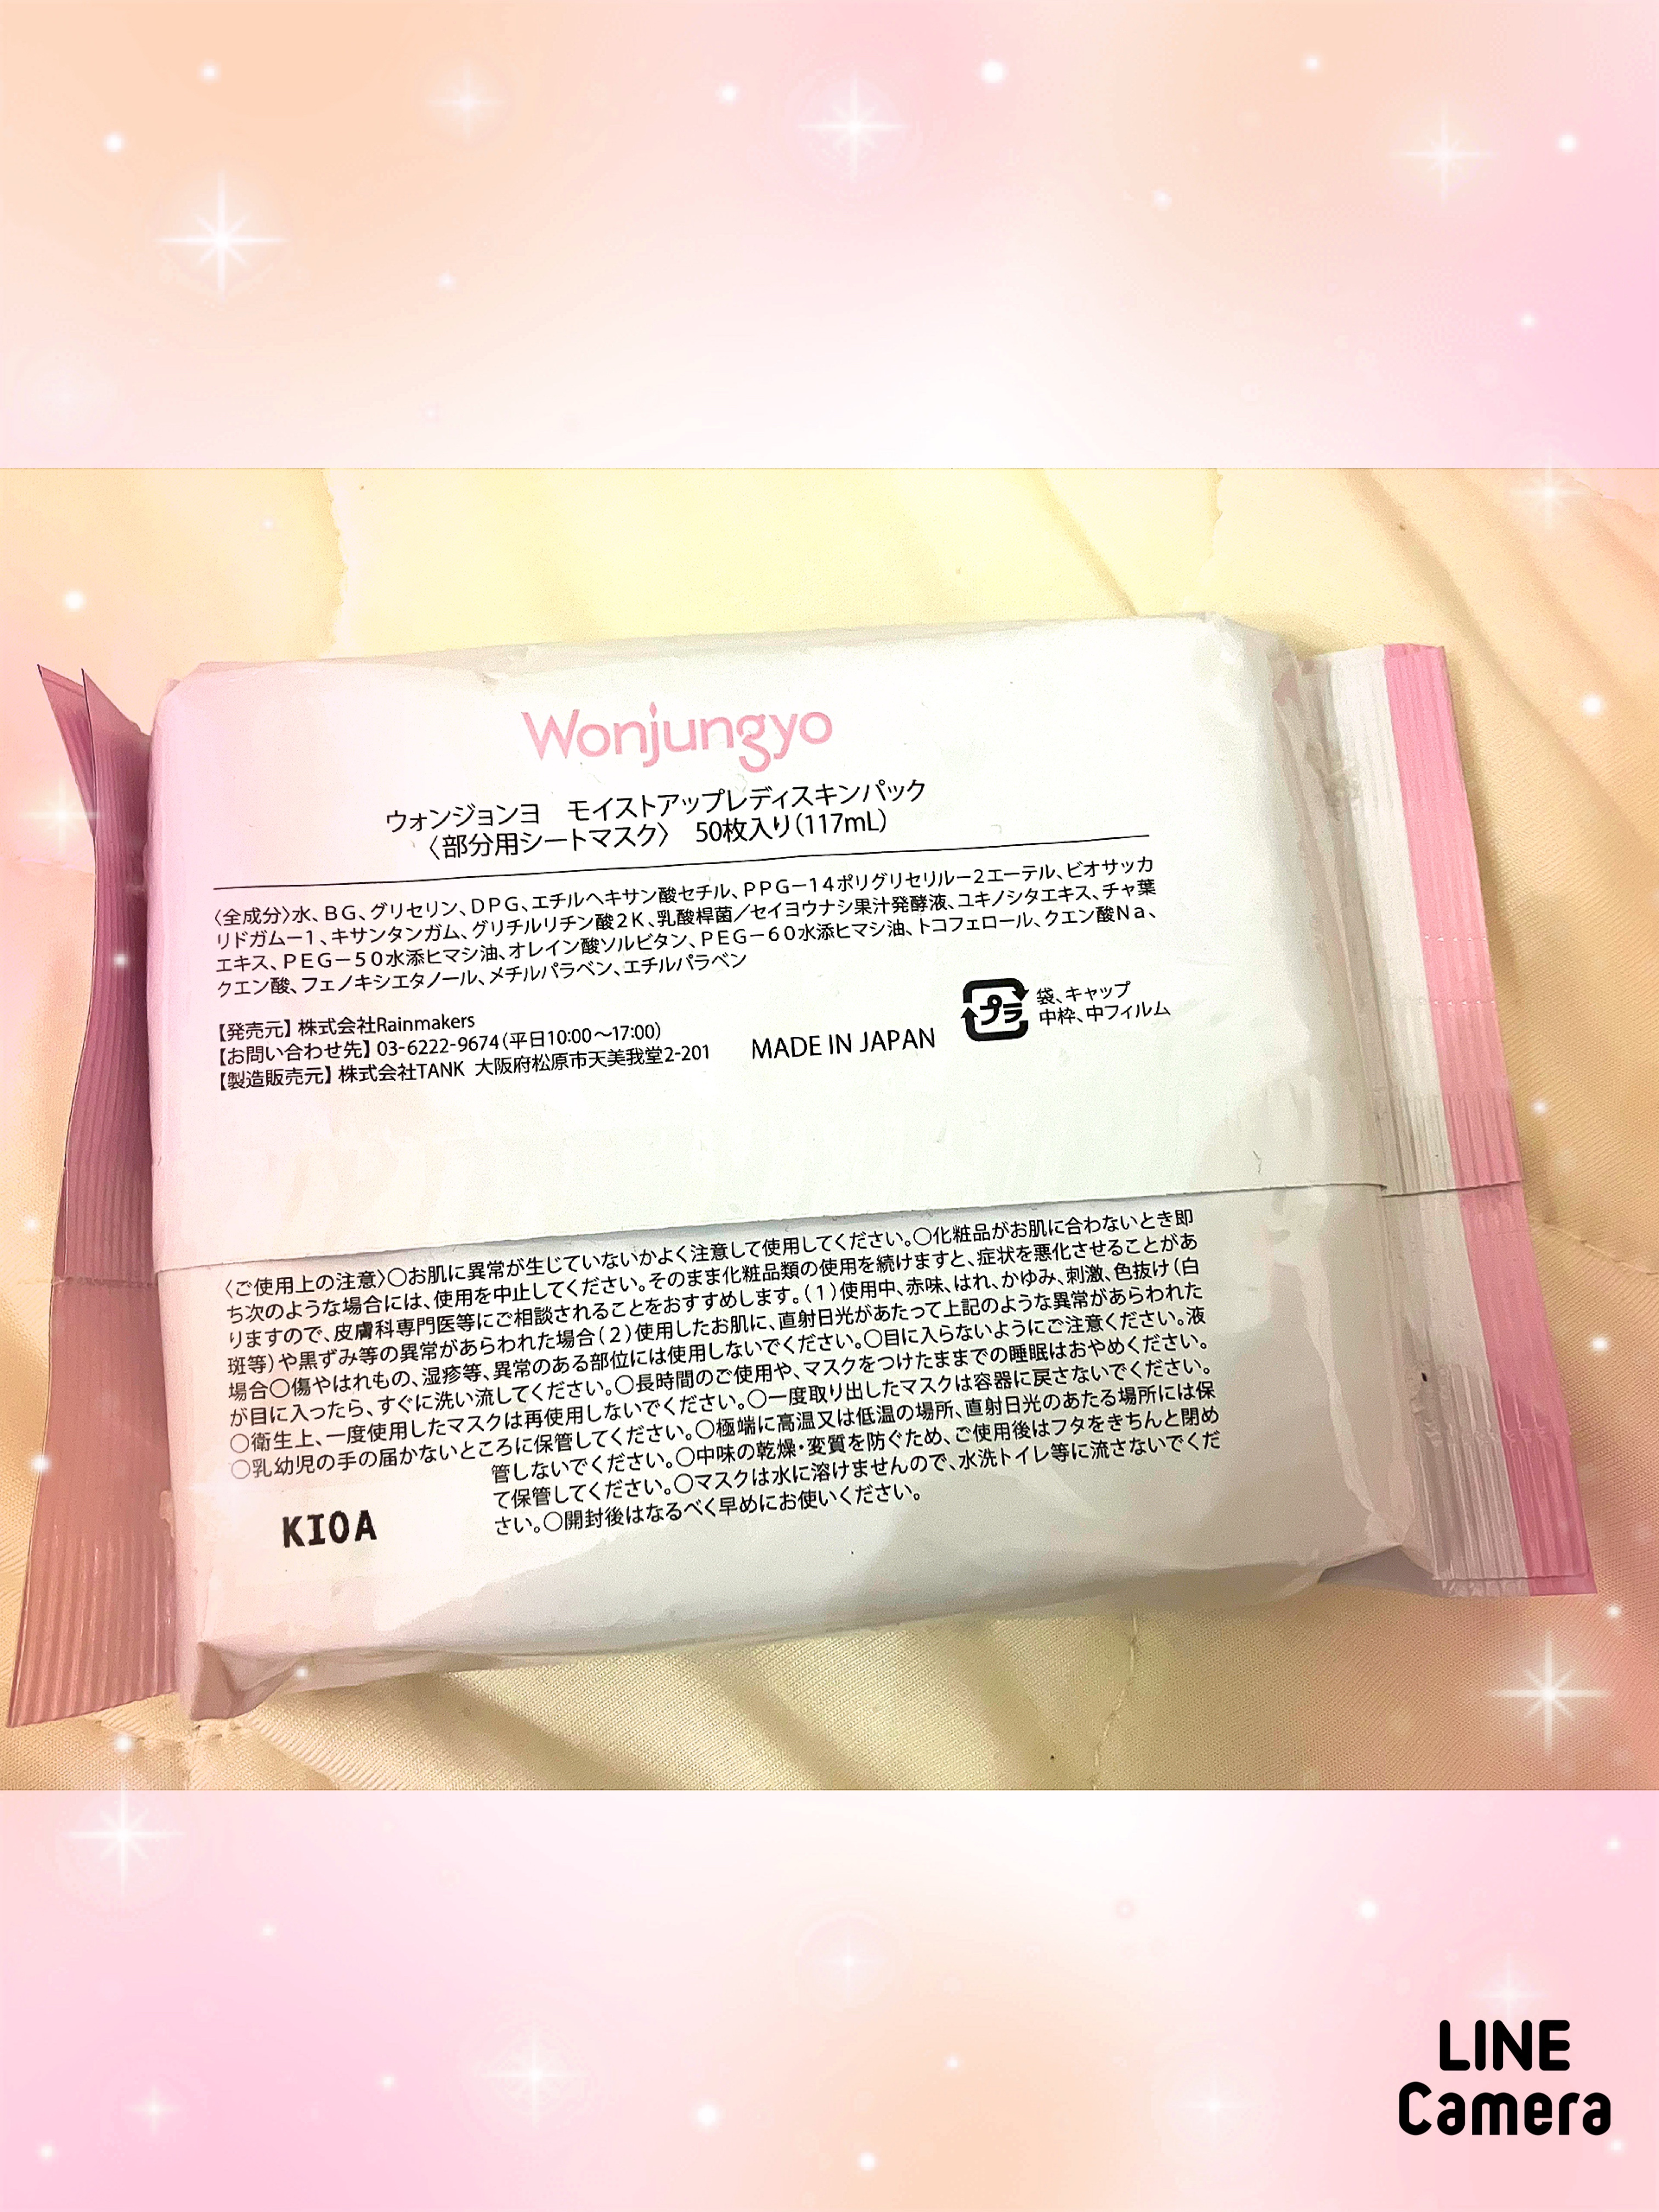 Wonjungyo
ウォンジョンヨ　モイストアップレディスキンパック
〈部分用シートマスク〉　50枚入り(117mL)
〈全成分〉水、BG、グリセリン、DPG、エチルヘキサン酸セチル、PPG－14ポリグリセリル－2エーテル、ビオサッカ
リドガム－1、キサンタンガム、グリチルリチン酸2K、乳酸桿菌／セイヨウナシ果汁発酵液、ユキノシタエキス、チャ葉
エキス、PEG－50水添ヒマシ油、オレイン酸ソルビタン、PEG－60水添ヒマシ油、トコフェロール、クエン酸Na、
クエン酸、フェノキシエタノール、メチルパラベン、エチルパラベン
【発売元】株式会社Rainmakers
【お問い合わせ先】03-6222-9674(平日10:00～17:00)
【製造販売元】株式会社TANK 大阪府松原市天美我堂2-201
MADE IN JAPAN
プラ
袋、キャップ
中枠、中フィルム
〈ご使用上の注意〉○お肌に異常が生じていないかよく注意して使用してください。○化粧品がお肌に合わないとき即
ち次のような場合には、使用を中止してください。そのまま化粧品類の使用を続けますと、症状を悪化させることがあ
りますので、皮膚科専門医等にご相談されることをおすすめします。(1)使用中、赤味、はれ、かゆみ、刺激、色抜け(白
斑等)や黒ずみ等の異常があらわれた場合(2)使用したお肌に、直射日光があたって上記のような異常があらわれた
場合○傷やはれもの、湿疹等、異常のある部位には使用しないでください。○目に入らないようにご注意ください。液
が目に入ったら、すぐに洗い流してください。○長時間のご使用や、マスクをつけたままでの睡眠はおやめください。
○衛生上、一度使用したマスクは再使用しないでください。○一度取り出したマスクは容器に戻さないでください。
○乳幼児の手の届かないところに保管してください。○極端に高温又は低温の場所、直射日光のあたる場所には保
管しないでください。○中味の乾燥・変質を防ぐため、ご使用後はフタをきちんと閉め
て保管してください。○マスクは水に溶けませんので、水洗トイレ等に流さないでくだ
さい。○開封後はなるべく早めにお使いください。
KIOA
LINE
Camera